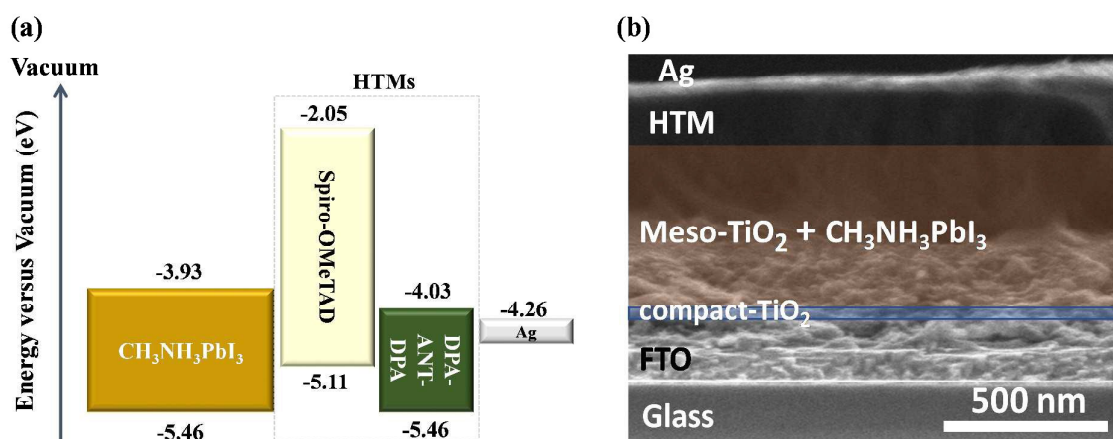 (a)
Vacuum
Energy versus Vacuum (eV)
HTMs
-2.05
Spiro-OMeTAD
-5.11
-3.93
CH₃NH₃PbI₃
-5.46
-4.03
DPA-
ANT-
DPA
-5.46
-4.26
Ag
(b)
Ag
HTM
Meso-TiO₂ + CH₃NH₃PbI₃
compact-TiO₂
FTO
Glass
500 nm